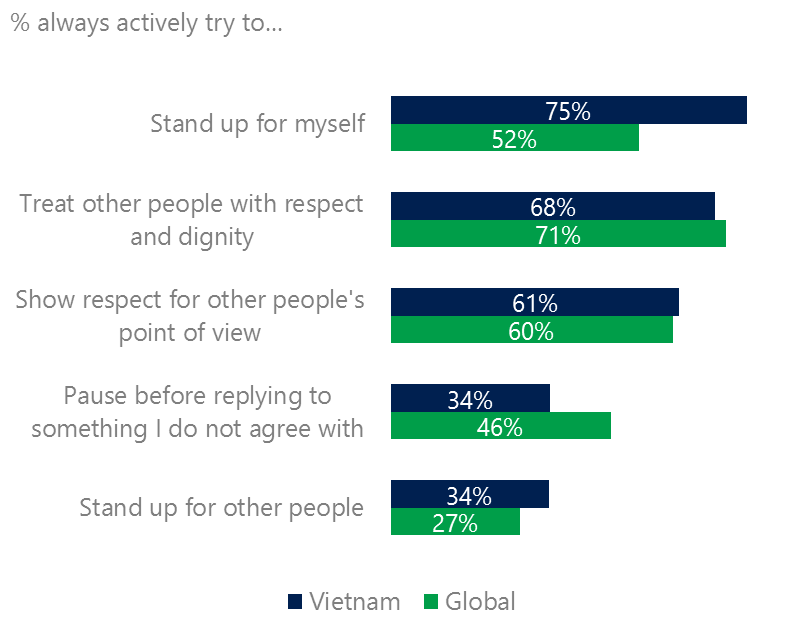 % always actively try to...
Stand up for myself
75%
52%
Treat other people with respect
and dignity
68%
71%
Show respect for other people's
point of view
61%
60%
Pause before replying to
something I do not agree with
34%
46%
Stand up for other people
34%
27%
Vietnam Global